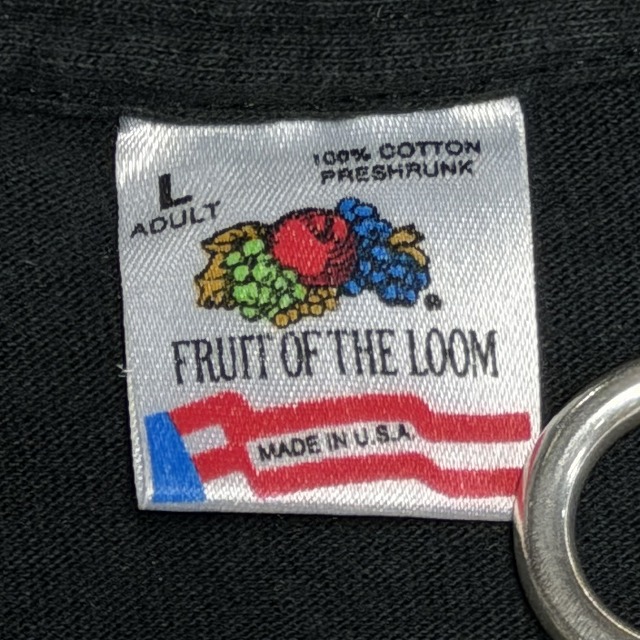 100% COTTON
PRESHRUNK
L
ADULT
®
FRUIT OF THE LOOM
MADE IN U.S.A.